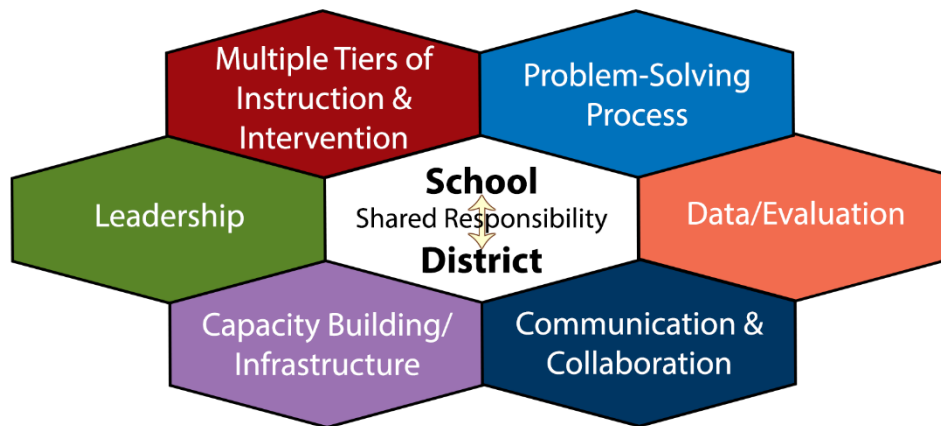 Multiple Tiers of
Instruction &
Intervention
Problem-Solving
Process
Leadership
School
Shared Responsibility
District
Data/Evaluation
Capacity Building/
Infrastructure
Communication &
Collaboration